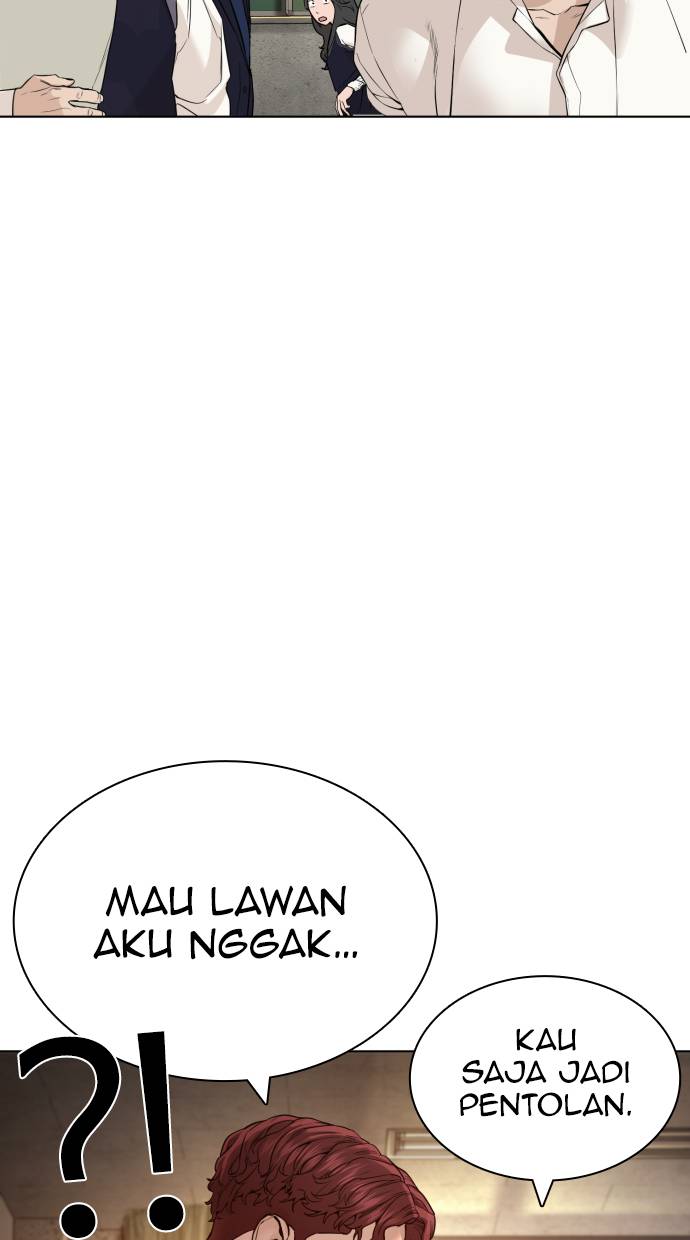 MAU LAWAN
AKU NGGAK...
?!
KAU
SAJA JADI
PENTOLAN.